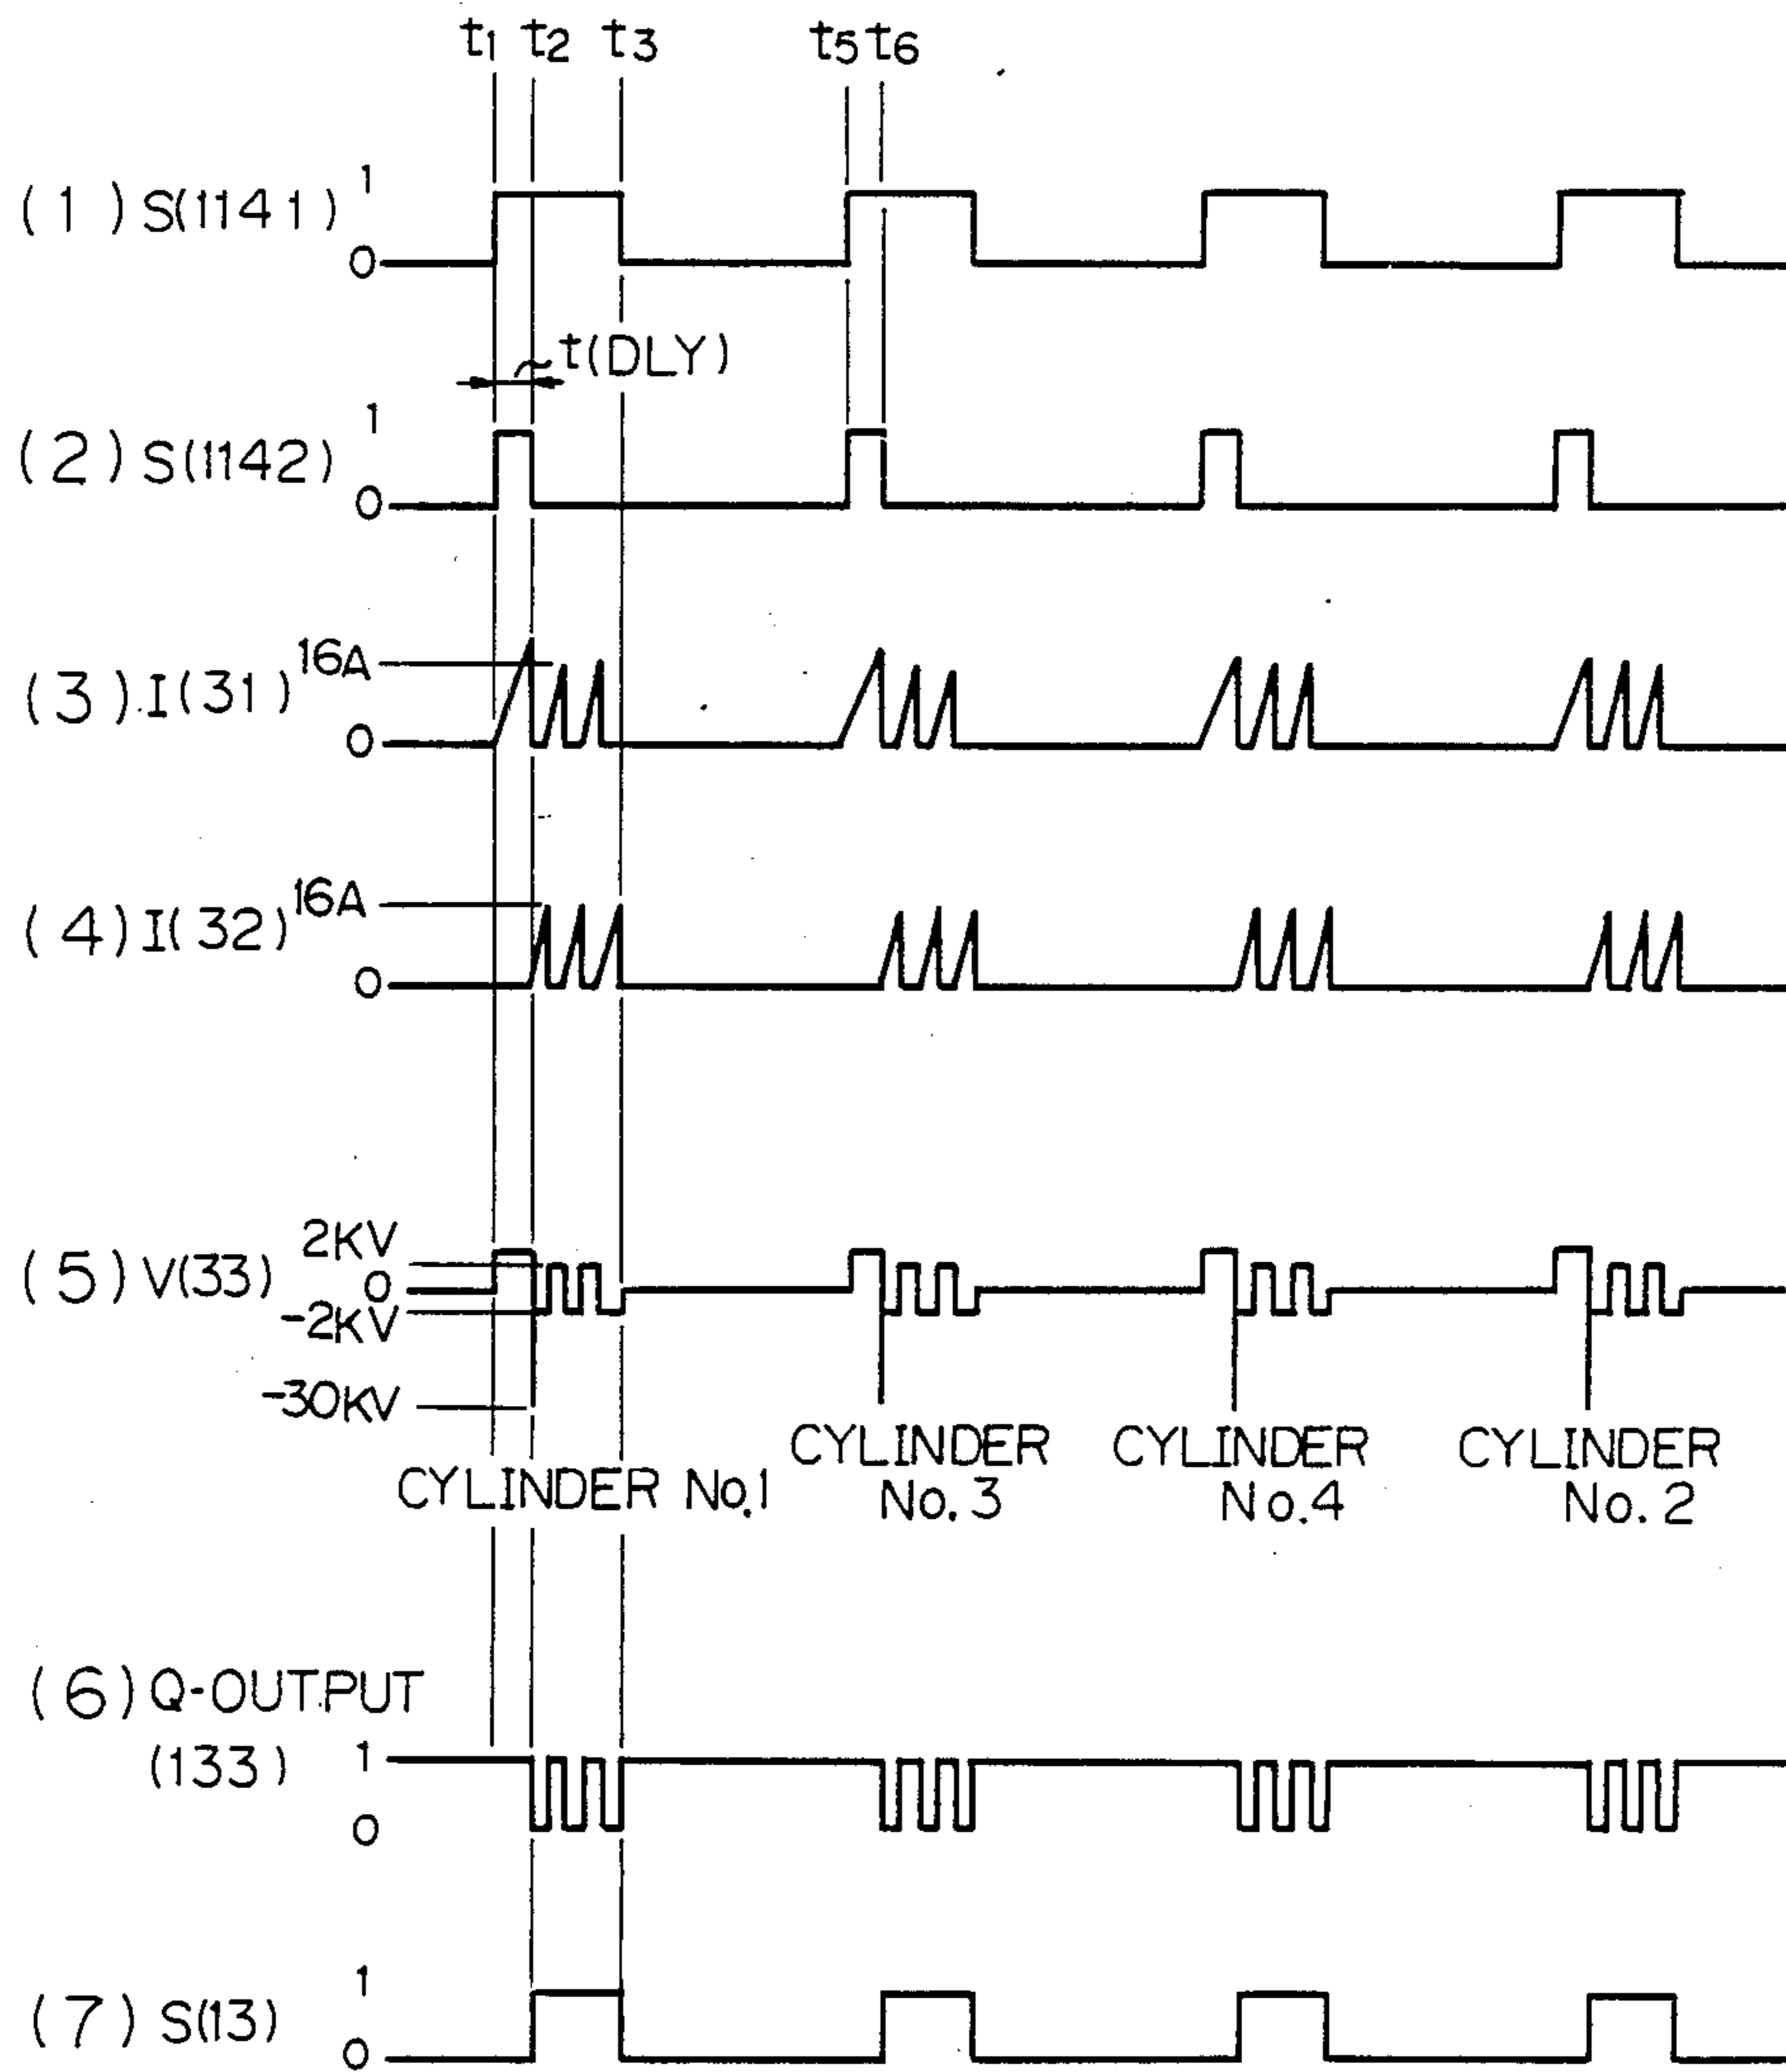 t1 t2 t3 t5 t6
(1) S(1141) 1
0
t(DLY)
(2) S(1142) 1
0
(3) I(31) 16A
0
(4) I(32) 16A
0
2KV
(5) V(33) 0
-2KV
-30KV
CYLINDER No.1
CYLINDER No.3
CYLINDER No.4
CYLINDER No.2
(6) Q-OUTPUT
(133) 1
0
1
(7) S(13)
0